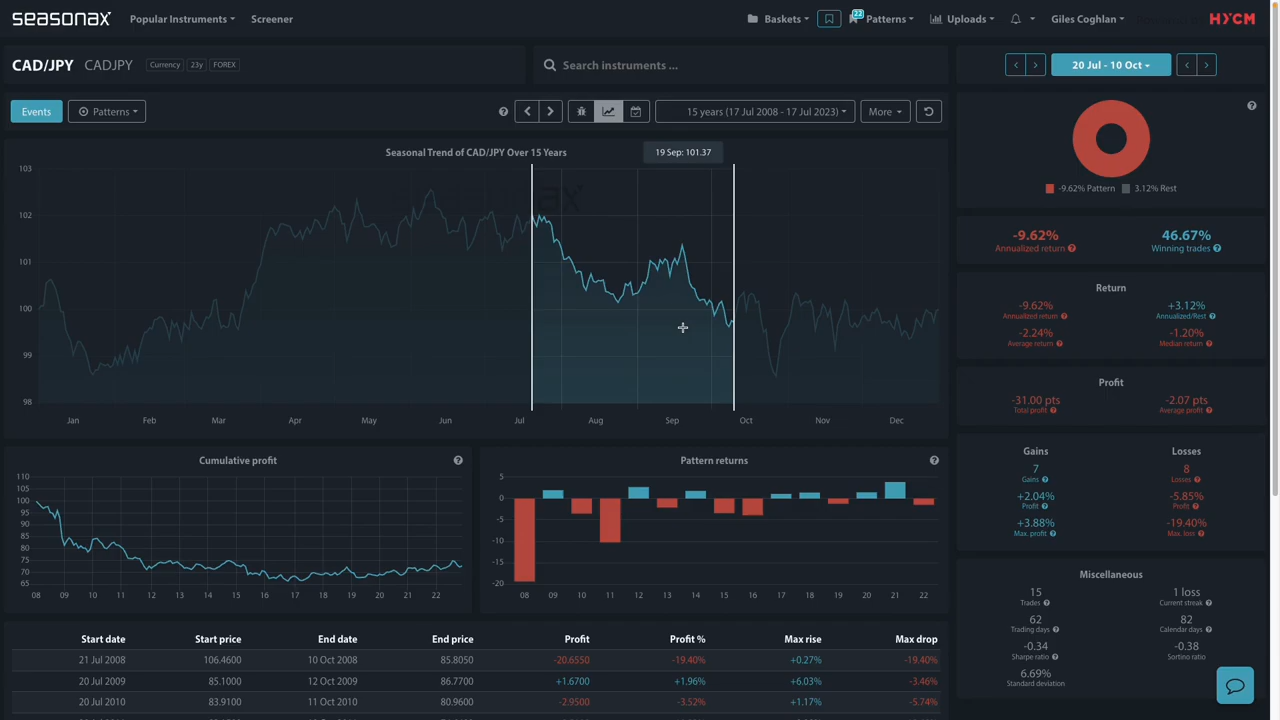 seasonax Popular Instruments Screener Baskets 22 Patterns Uploads Giles Coghlan HYCM
CAD/JPY CADJPY Currency 23y FOREX Search instruments ... 20 Jul - 10 Oct
Events Patterns 15 years (17 Jul 2008 - 17 Jul 2023) More
Seasonal Trend of CAD/JPY Over 15 Years
19 Sep: 101.37
103
102
101
100
99
98
Jan Feb Mar Apr May Jun Jul Aug Sep Oct Nov Dec
-9.62% Pattern 3.12% Rest
-9.62% 46.67%
Annualized return Winning trades
Return
-9.62% +3.12%
Annualized return Annualized/Rest
-2.24% -1.20%
Average return Median return
Profit
-31.00 pts -2.07 pts
Total profit Average profit
Gains Losses
7 8
Gains Losses
+2.04% -5.85%
Profit Profit
+3.88% -19.40%
Max. profit Max. loss
Miscellaneous
15 1 loss
Trades Current streak
62 82
Trading days Calendar days
-0.34 -0.38
Sharpe ratio Sortino ratio
6.69%
Standard deviation
Cumulative profit
110
105
100
95
90
85
80
75
70
65
08 09 10 11 12 13 14 15 16 17 18 19 20 21 22
Pattern returns
5
0
-5
-10
-15
-20
08 09 10 11 12 13 14 15 16 17 18 19 20 21 22
Start date Start price End date End price Profit Profit % Max rise Max drop
21 Jul 2008 106.4600 10 Oct 2008 85.8050 -20.6550 -19.40% +0.27% -19.40%
20 Jul 2009 85.1000 12 Oct 2009 86.7700 +1.6700 +1.96% +6.03% -3.46%
20 Jul 2010 83.9100 11 Oct 2010 80.9600 -2.9500 -3.52% +1.17% -5.74%